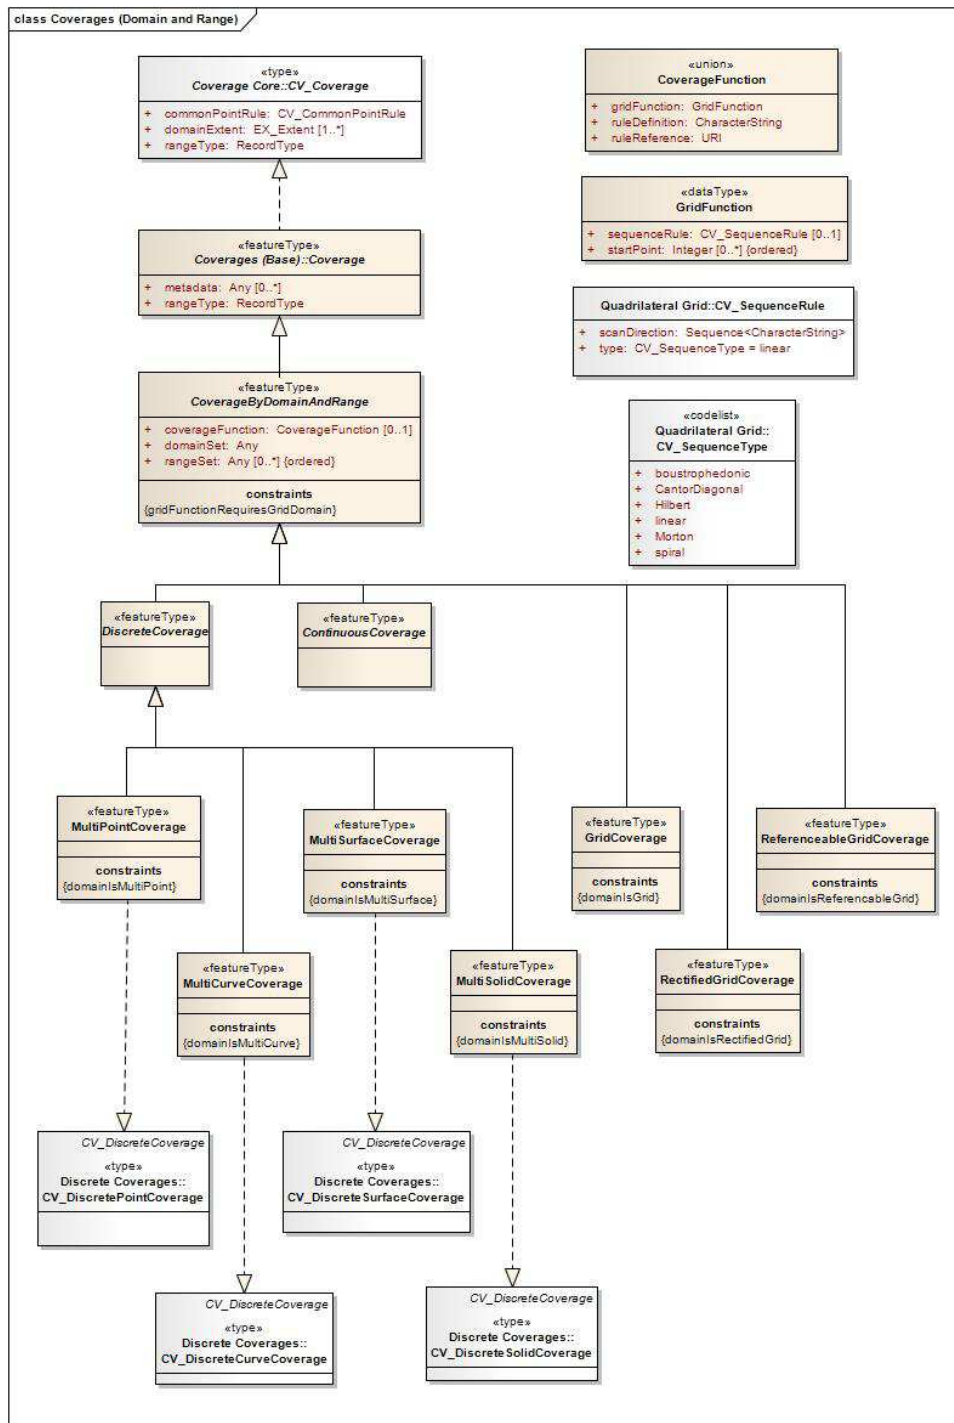 class Coverages (Domain and Range)
«type»
Coverage Core::CV_Coverage
+ commonPointRule: CV_CommonPointRule
+ domainExtent: EX_Extent [1..*]
+ rangeType: RecordType
«union»
CoverageFunction
+ gridFunction: GridFunction
+ ruleDefinition: CharacterString
+ ruleReference: URI
«dataType»
GridFunction
+ sequenceRule: CV_SequenceRule [0..1]
+ startPoint: Integer [0..*] {ordered}
«featureType»
Coverages (Base)::Coverage
+ metadata: Any [0..*]
+ rangeType: RecordType
Quadrilateral Grid::CV_SequenceRule
+ scanDirection: Sequence<CharacterString>
+ type: CV_SequenceType = linear
«featureType»
CoverageByDomainAndRange
+ coverageFunction: CoverageFunction [0..1]
+ domainSet: Any
+ rangeSet: Any [0..*] {ordered}
constraints
{gridFunctionRequiresGridDomain}
«codelist»
Quadrilateral Grid::
CV_SequenceType
+ boustrophedonic
+ CantorDiagonal
+ Hilbert
+ linear
+ Morton
+ spiral
«featureType»
DiscreteCoverage
«featureType»
ContinuousCoverage
«featureType»
MultiPointCoverage
constraints
{domainIsMultiPoint}
«featureType»
MultiSurfaceCoverage
constraints
{domainIsMultiSurface}
«featureType»
GridCoverage
constraints
{domainIsGrid}
«featureType»
ReferenceableGridCoverage
constraints
{domainIsReferencableGrid}
«featureType»
MultiCurveCoverage
constraints
{domainIsMultiCurve}
«featureType»
MultiSolidCoverage
constraints
{domainIsMultiSolid}
«featureType»
RectifiedGridCoverage
constraints
{domainIsRectifiedGrid}
CV_DiscreteCoverage
«type»
Discrete Coverages::
CV_DiscretePointCoverage
CV_DiscreteCoverage
«type»
Discrete Coverages::
CV_DiscreteSurfaceCoverage
CV_DiscreteCoverage
«type»
Discrete Coverages::
CV_DiscreteCurveCoverage
CV_DiscreteCoverage
«type»
Discrete Coverages::
CV_DiscreteSolidCoverage